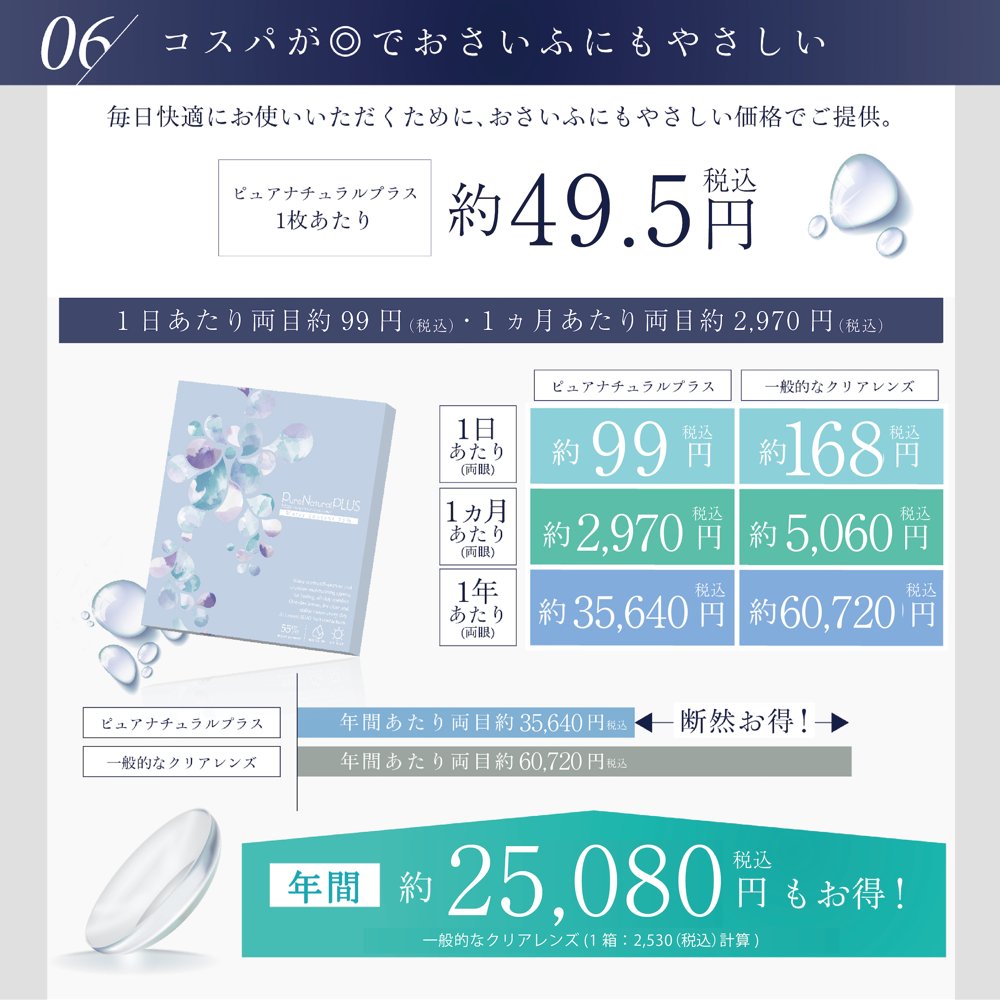 06
コスパが◎でおさいふにもやさしい
毎日快適にお使いいただくために、おさいふにもやさしい価格でご提供。
ピュアナチュラルプラス
1枚あたり
約49.5円税込
1日あたり両目約99円(税込)・1ヵ月あたり両目約2,970円(税込)
ピュアナチュラルプラス 一般的なクリアレンズ
1日
あたり
(両眼)
約99円税込 約168円税込
1ヵ月
あたり
(両眼)
約2,970円税込 約5,060円税込
1年
あたり
(両眼)
約35,640円税込 約60,720円税込
PureNaturalPLUS
55%
ピュアナチュラルプラス
年間あたり両目約35,640円税込
断然お得!
一般的なクリアレンズ
年間あたり両目約60,720円税込
年間 約25,080円税込もお得!
一般的なクリアレンズ(1箱:2,530(税込)計算)